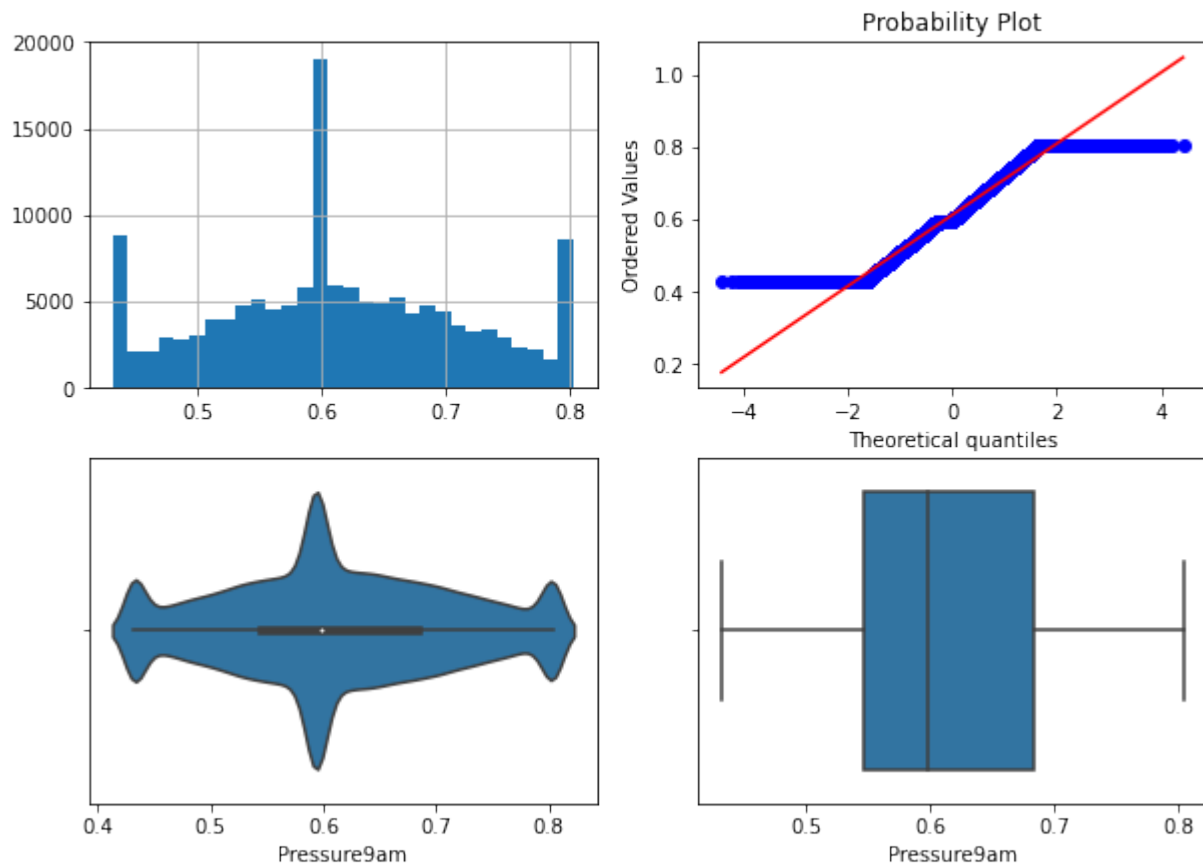 Probability Plot
20000
15000
10000
5000
0
0.5 0.6 0.7 0.8
Ordered Values
1.0
0.8
0.6
0.4
0.2
−4 −2 0 2 4
Theoretical quantiles
0.4 0.5 0.6 0.7 0.8
Pressure9am
0.5 0.6 0.7 0.8
Pressure9am